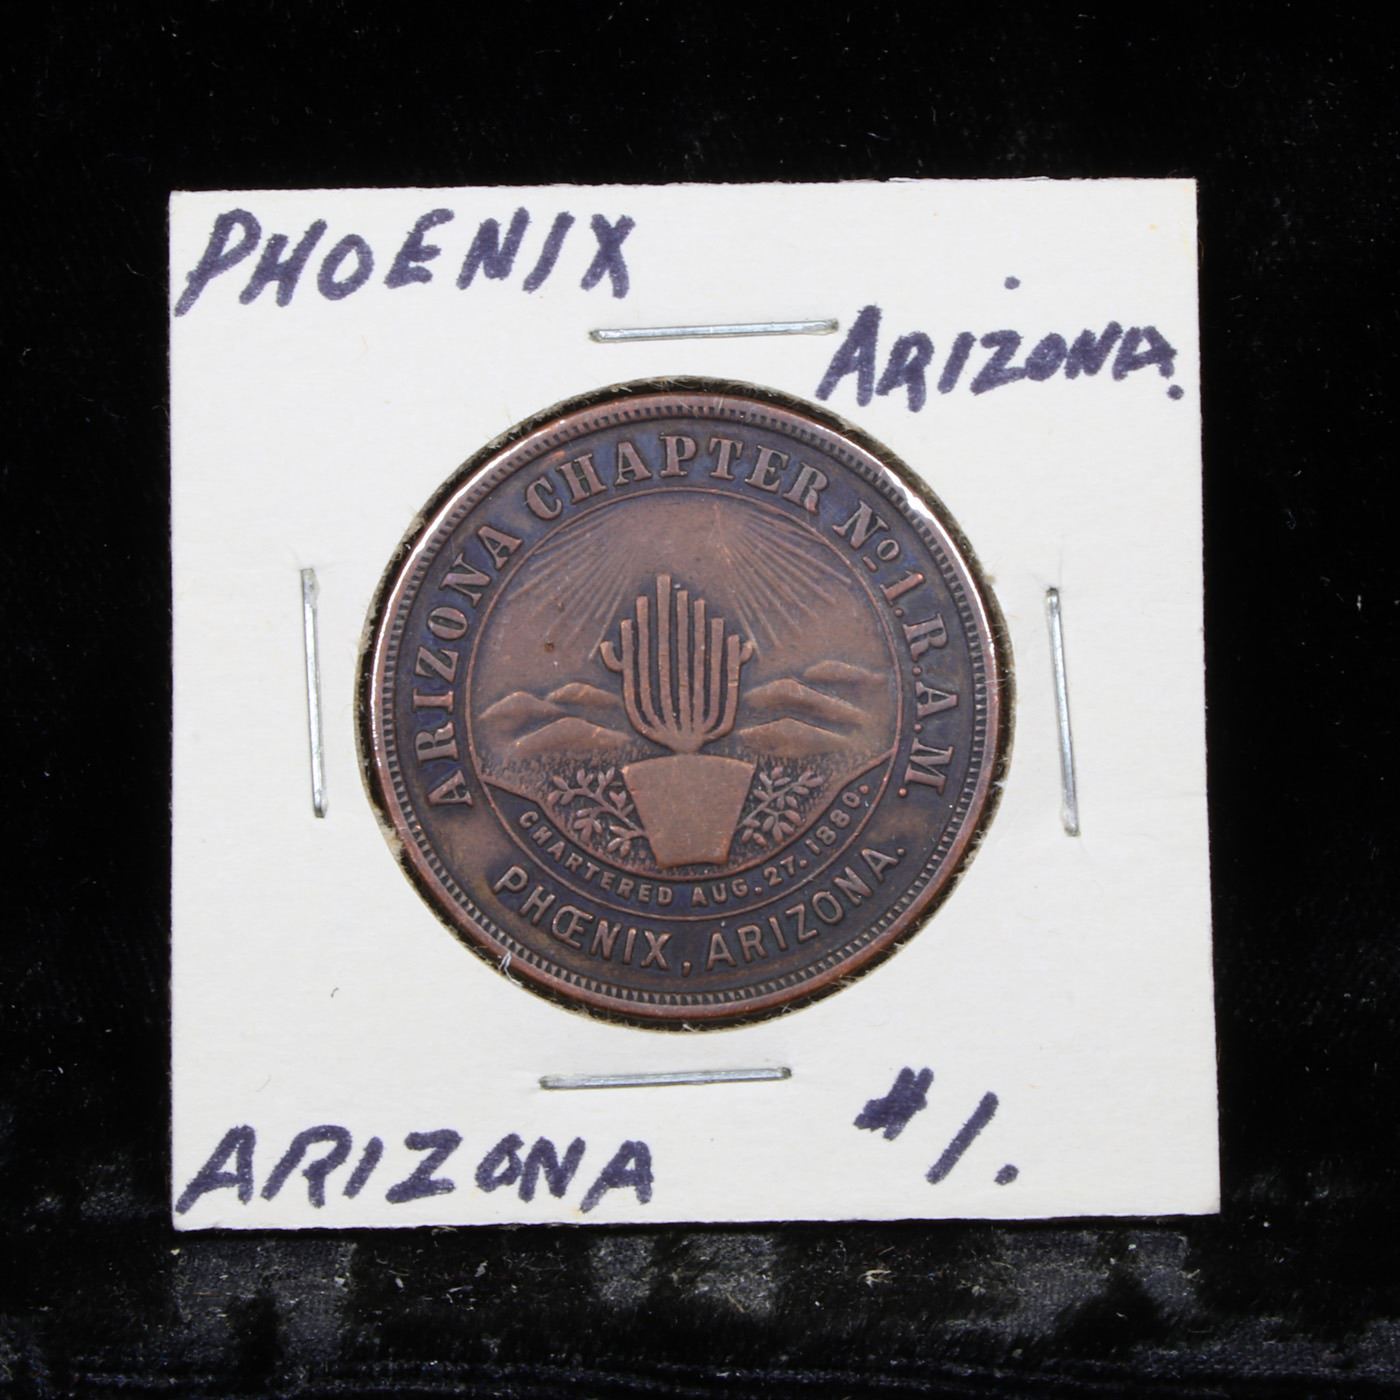 PHOENIX
ARIZONA.
ARIZONA CHAPTER No. 1. R.A.M.
CHARTERED AUG. 27. 1880.
PHŒNIX, ARIZONA.
ARIZONA
#1.